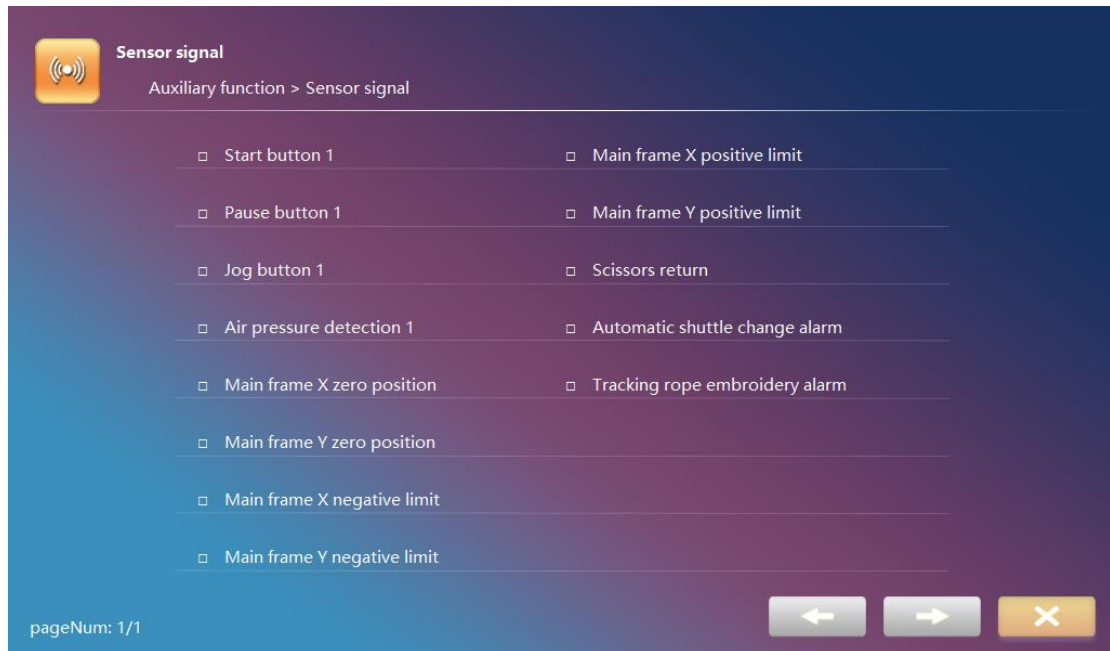 Sensor signal
Auxiliary function > Sensor signal
Start button 1
Pause button 1
Jog button 1
Air pressure detection 1
Main frame X zero position
Main frame Y zero position
Main frame X negative limit
Main frame Y negative limit
Main frame X positive limit
Main frame Y positive limit
Scissors return
Automatic shuttle change alarm
Tracking rope embroidery alarm
pageNum: 1/1